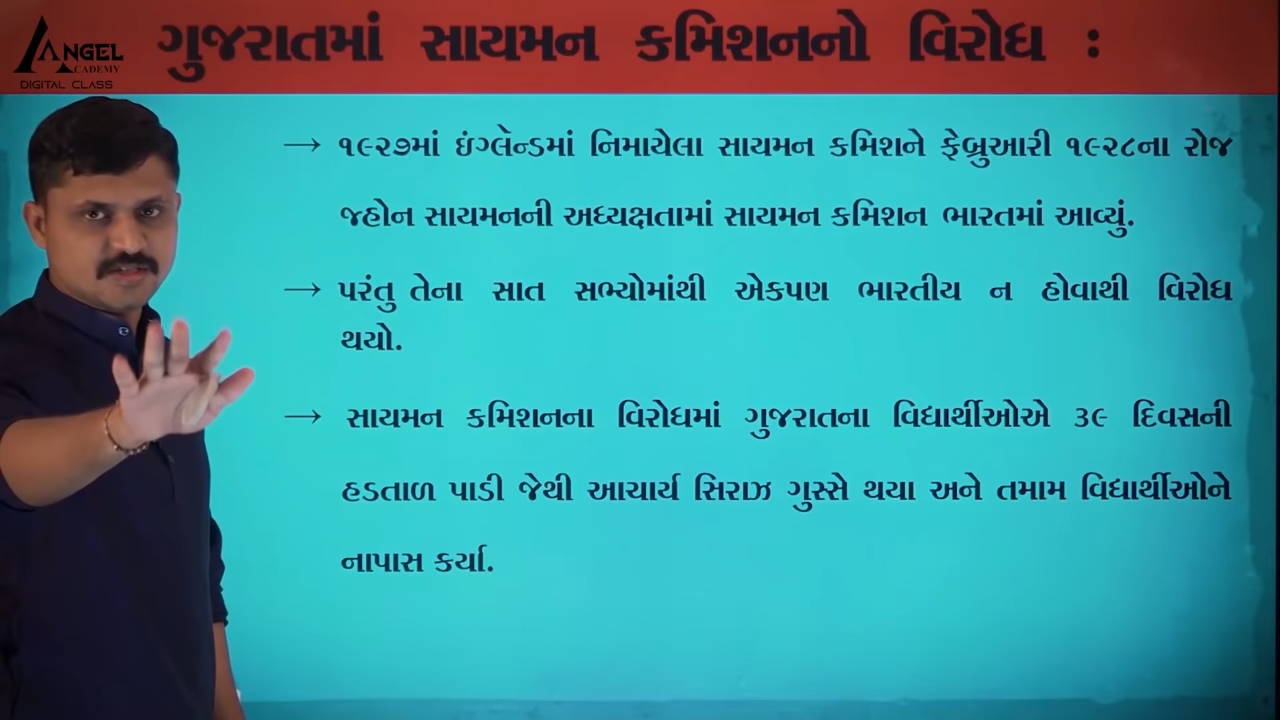 ANGEL
ACADEMY
DIGITAL CLASS
ગુજરાતમાં સાયમન કમિશનનો વિરોધ :
→ ૧૯૨૭માં ઇંગ્લેન્ડમાં નિમાયેલા સાયમન કમિશને ફેબ્રુઆરી ૧૯૨૮ના રોજ
જ્હોન સાયમનની અધ્યક્ષતામાં સાયમન કમિશન ભારતમાં આવ્યું.
→ પરંતુ તેના સાત સભ્યોમાંથી એકપણ ભારતીય ન હોવાથી વિરોધ
થયો.
→ સાયમન કમિશનના વિરોધમાં ગુજરાતના વિદ્યાર્થીઓએ ૩૯ દિવસની
હડતાળ પાડી જેથી આચાર્ય સિરાઝ ગુસ્સે થયા અને તમામ વિદ્યાર્થીઓને
નાપાસ કર્યા.